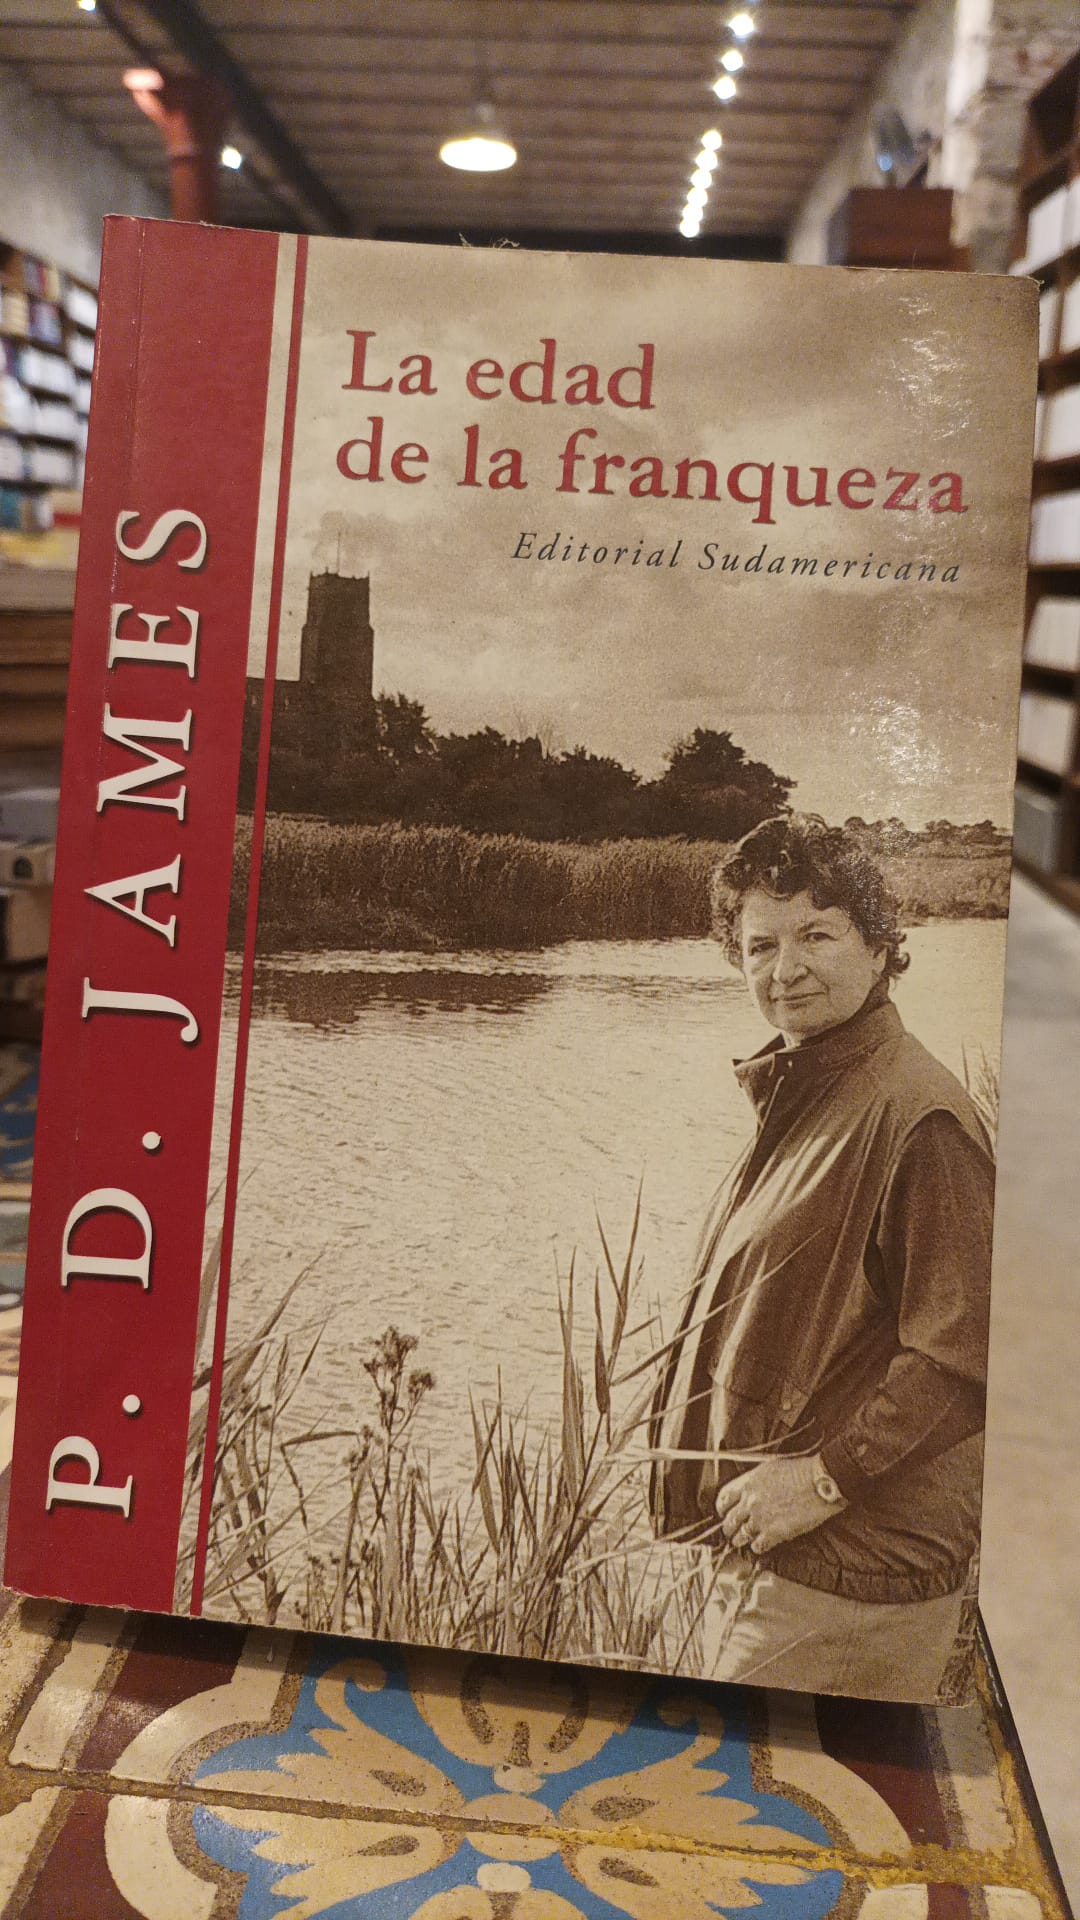 La edad
de la franqueza
Editorial Sudamericana
P. D. JAMES